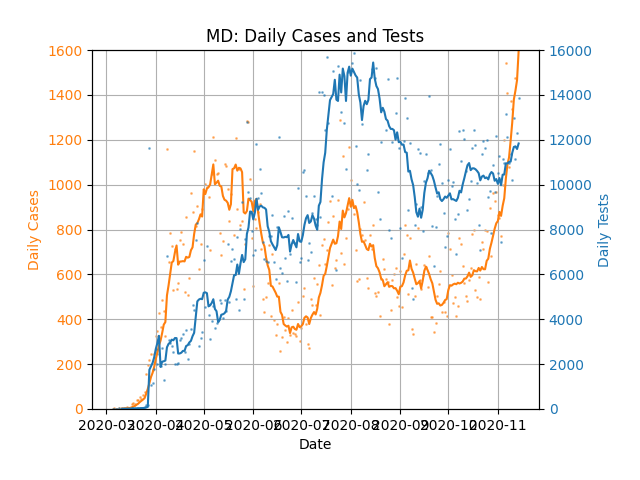 MD: Daily Cases and Tests
1600 16000
1400 14000
1200 12000
1000 10000
800 8000
600 6000
400 4000
200 2000
0 0
Daily Cases
Daily Tests
2020-03 2020-04 2020-05 2020-06 2020-07 2020-08 2020-09 2020-10 2020-11
Date